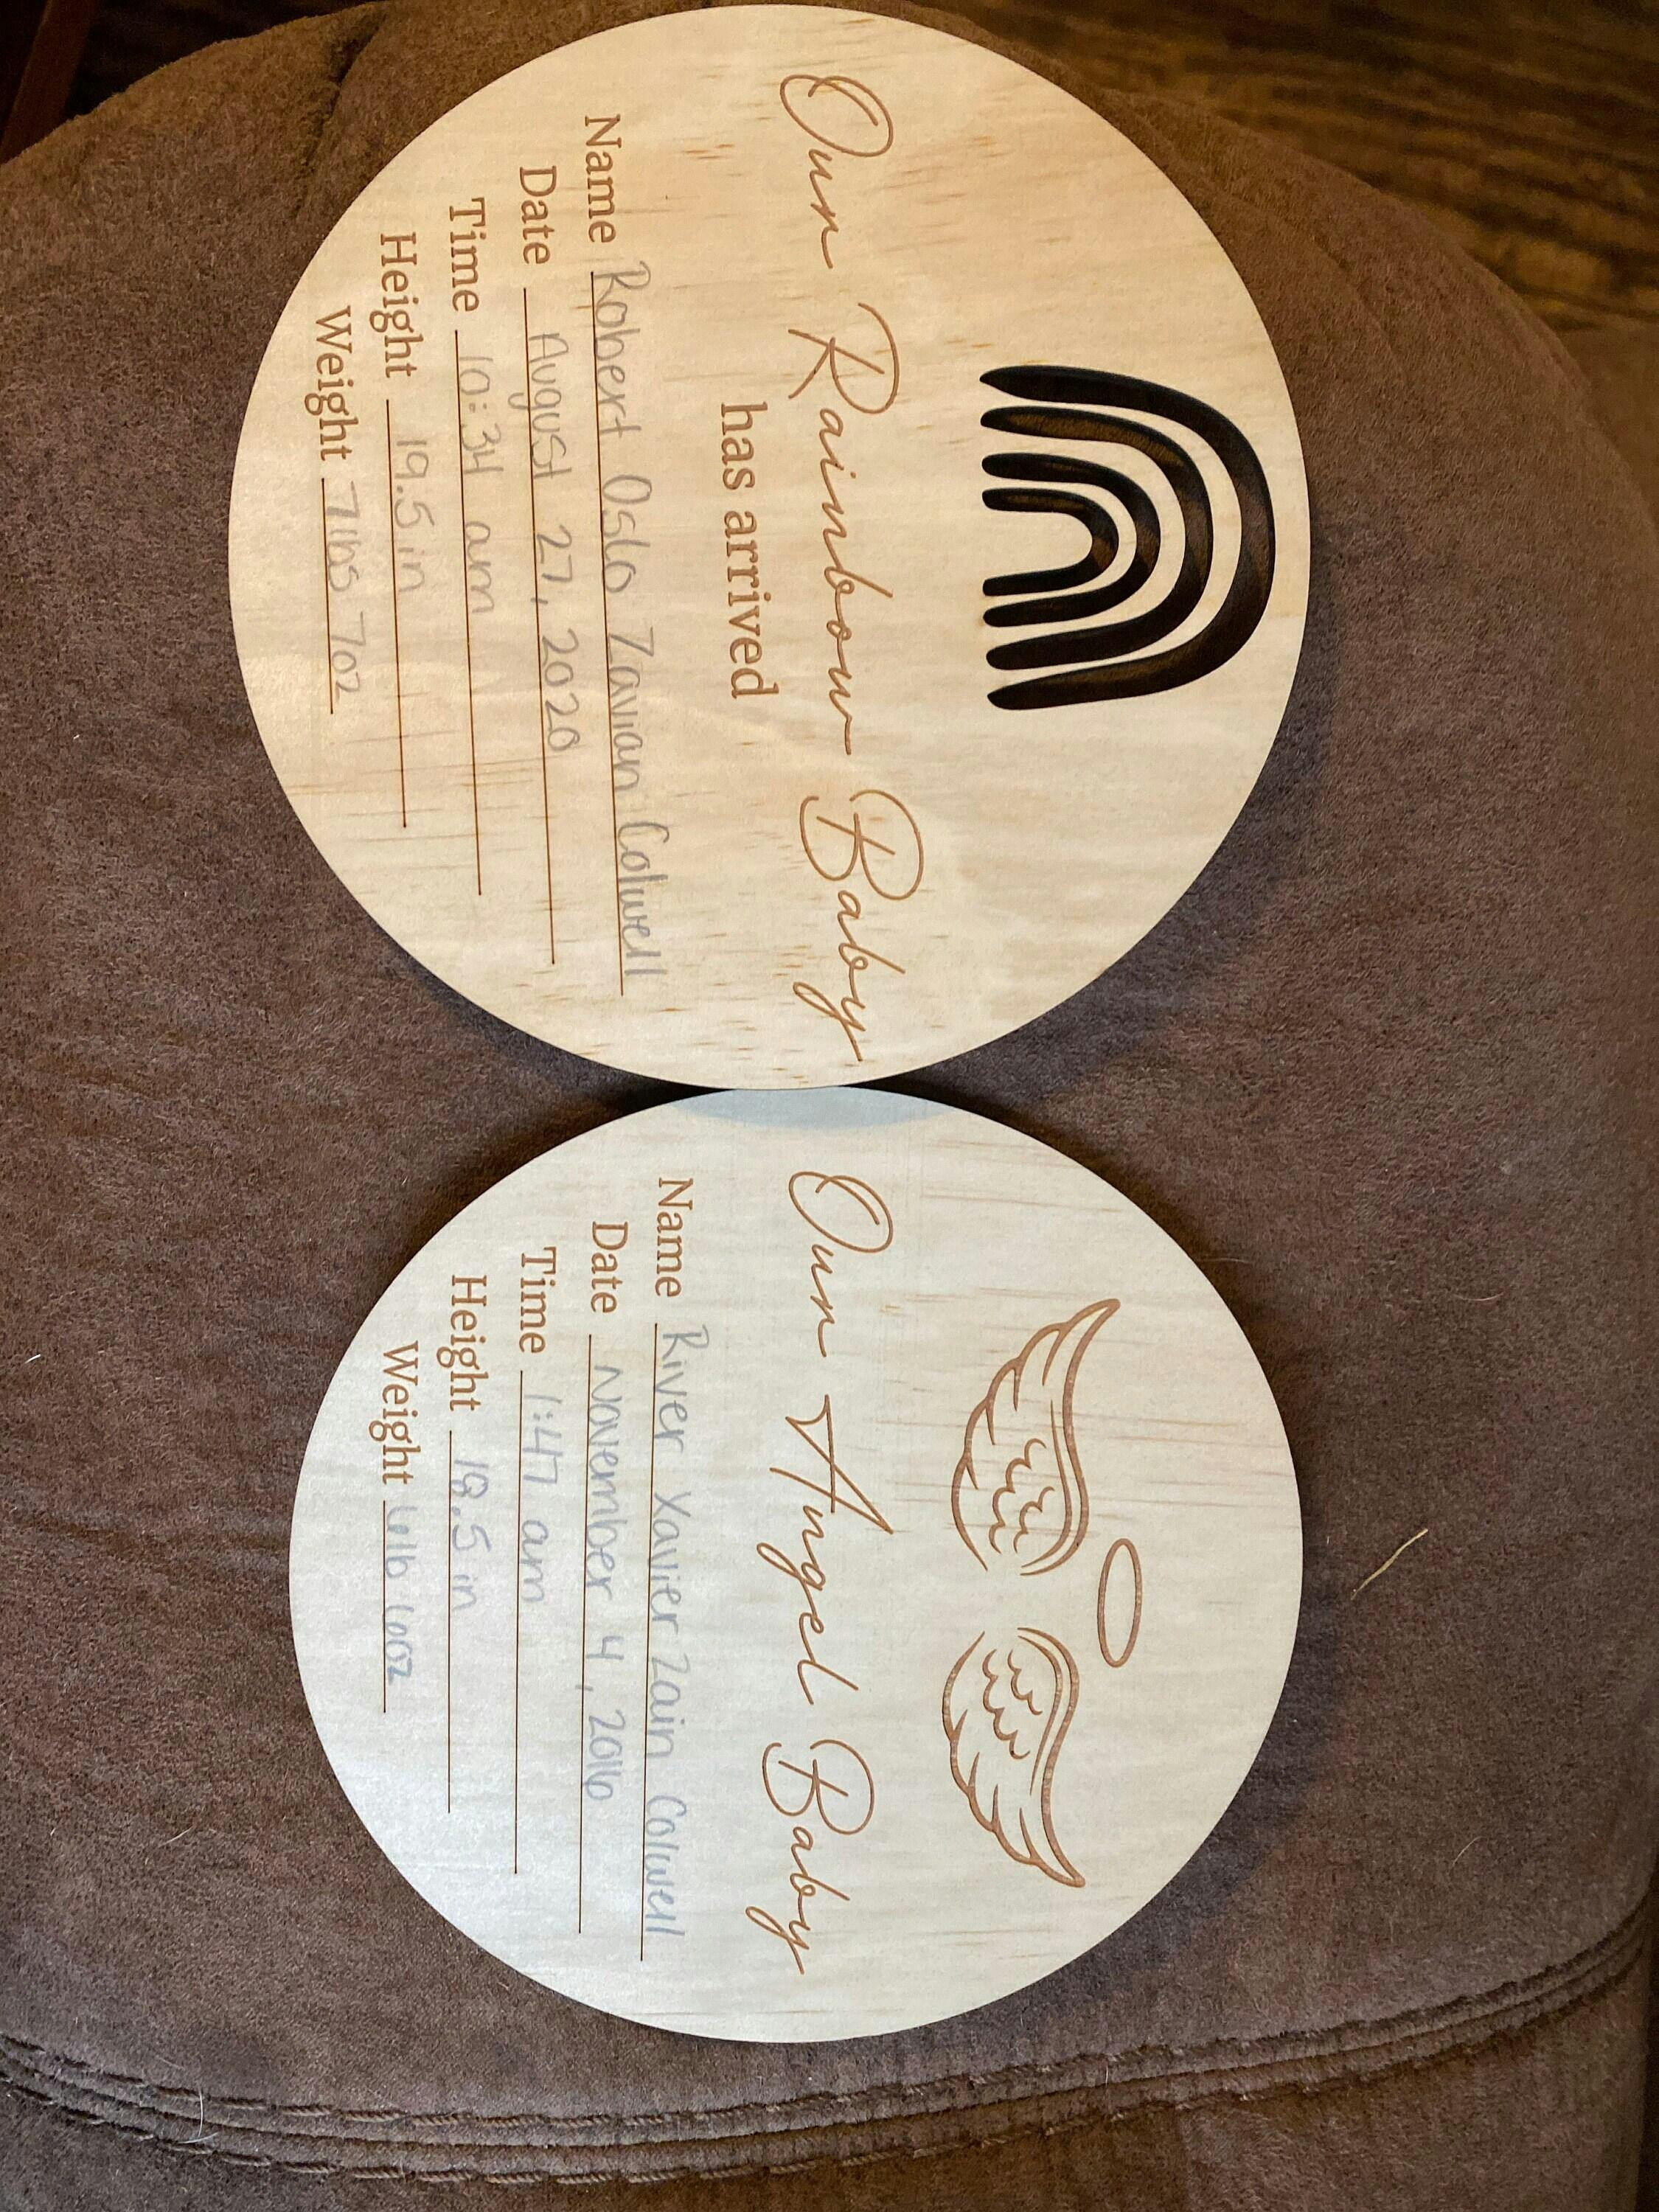 Our Rainbow Baby
has arrived
Name Robert Oslo Zavian Colwell
Date August 27, 2020
Time 10:34 am
Height 19.5 in
Weight 7lbs 7oz
Our Angel Baby
Name River Xavier Zain Colwell
Date November 4, 2016
Time 1:47 am
Height 18.5 in
Weight 6lb 6oz